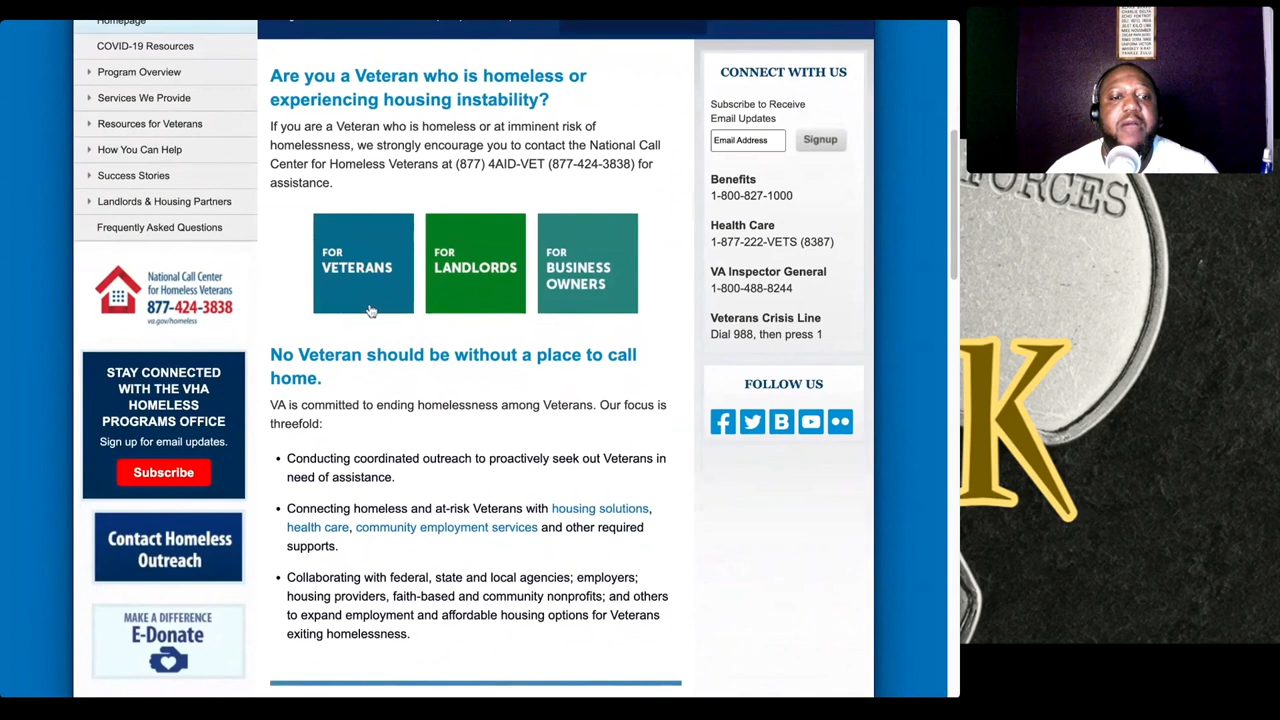 Homepage
COVID-19 Resources
Program Overview
Services We Provide
Resources for Veterans
How You Can Help
Success Stories
Landlords & Housing Partners
Frequently Asked Questions
National Call Center
for Homeless Veterans
877-424-3838
va.gov/homeless
STAY CONNECTED
WITH THE VHA
HOMELESS
PROGRAMS OFFICE
Sign up for email updates.
Subscribe
Contact Homeless
Outreach
MAKE A DIFFERENCE
E-Donate
Are you a Veteran who is homeless or
experiencing housing instability?
If you are a Veteran who is homeless or at imminent risk of
homelessness, we strongly encourage you to contact the National Call
Center for Homeless Veterans at (877) 4AID-VET (877-424-3838) for
assistance.
FOR
VETERANS
FOR
LANDLORDS
FOR
BUSINESS
OWNERS
No Veteran should be without a place to call
home.
VA is committed to ending homelessness among Veterans. Our focus is
threefold:
• Conducting coordinated outreach to proactively seek out Veterans in
need of assistance.
• Connecting homeless and at-risk Veterans with housing solutions,
health care, community employment services and other required
supports.
• Collaborating with federal, state and local agencies; employers;
housing providers, faith-based and community nonprofits; and others
to expand employment and affordable housing options for Veterans
exiting homelessness.
CONNECT WITH US
Subscribe to Receive
Email Updates
Email Address
Signup
Benefits
1-800-827-1000
Health Care
1-877-222-VETS (8387)
VA Inspector General
1-800-488-8244
Veterans Crisis Line
Dial 988, then press 1
FOLLOW US
FORCES
K